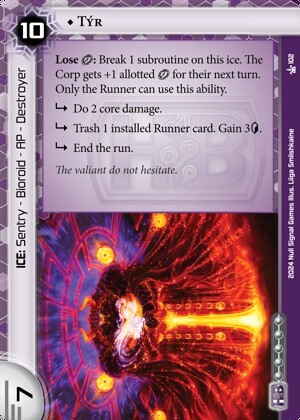 10
◆ TÝR
Lose : Break 1 subroutine on this ice. The
Corp gets +1 allotted for their next turn.
Only the Runner can use this ability.
↳ Do 2 core damage.
↳ Trash 1 installed Runner card. Gain 3.
↳ End the run.
The valiant do not hesitate.
ICE: Sentry - Bioroid - AP - Destroyer
102
2024 Null Signal Games Illus. Liiga Smilshkalne
7